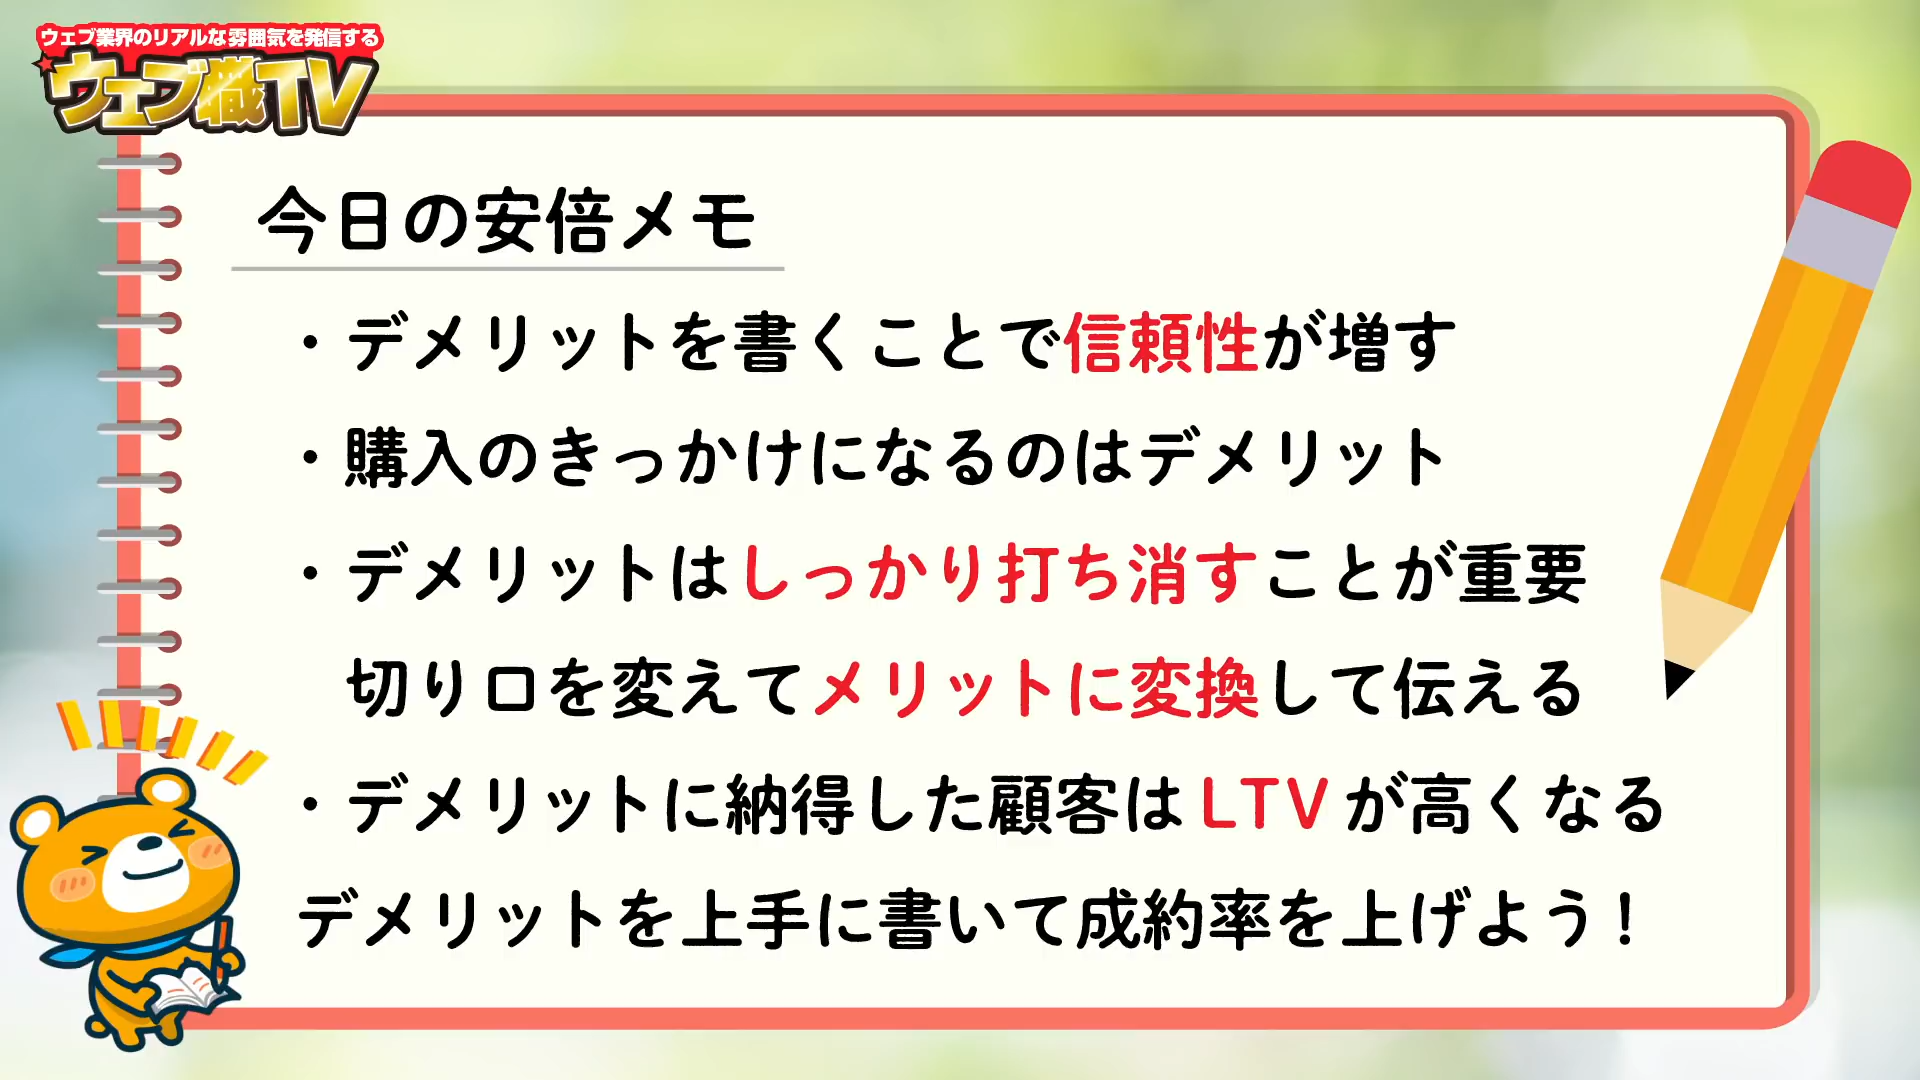 ウェブ業界のリアルな雰囲気を発信する
ウェブ職TV
今日の安倍メモ
・デメリットを書くことで信頼性が増す
・購入のきっかけになるのはデメリット
・デメリットはしっかり打ち消すことが重要
切り口を変えてメリットに変換して伝える
・デメリットに納得した顧客はLTVが高くなる
デメリットを上手に書いて成約率を上げよう！